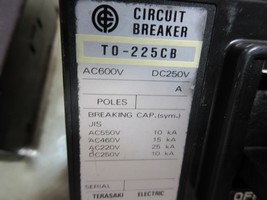 CIRCUIT
BREAKER
TO-225CB
AC600V DC250V
A
POLES
BREAKING CAP. (sym.)
JIS
AC550V 10 kA
AC460V 15 kA
AC220V 25 kA
DC250V 10 kA
SERIAL
TERASAKI ELECTRIC
OF